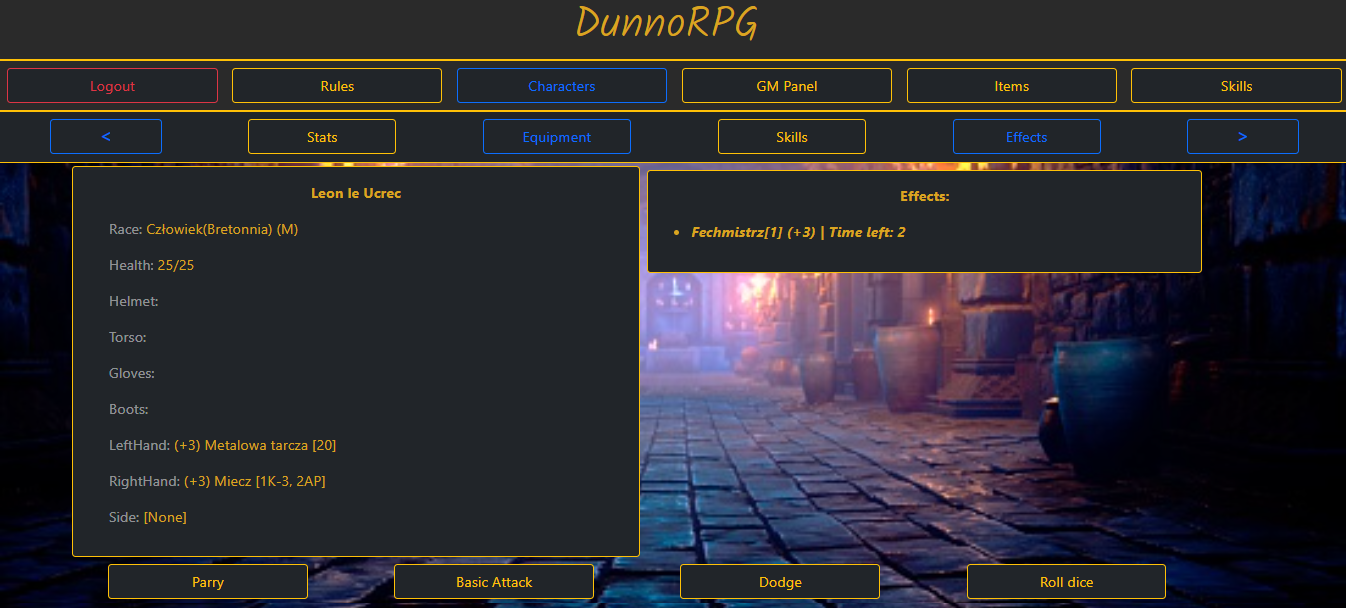 DunnoRPG
Logout Rules Characters GM Panel Items Skills
< Stats Equipment Skills Effects >
Leon le Ucrec
Race: Człowiek(Bretonnia) (M)
Health: 25/25
Helmet:
Torso:
Gloves:
Boots:
LeftHand: (+3) Metalowa tarcza [20]
RightHand: (+3) Miecz [1K-3, 2AP]
Side: [None]
Effects:
Fechmistrz[1] (+3) | Time left: 2
Parry Basic Attack Dodge Roll dice